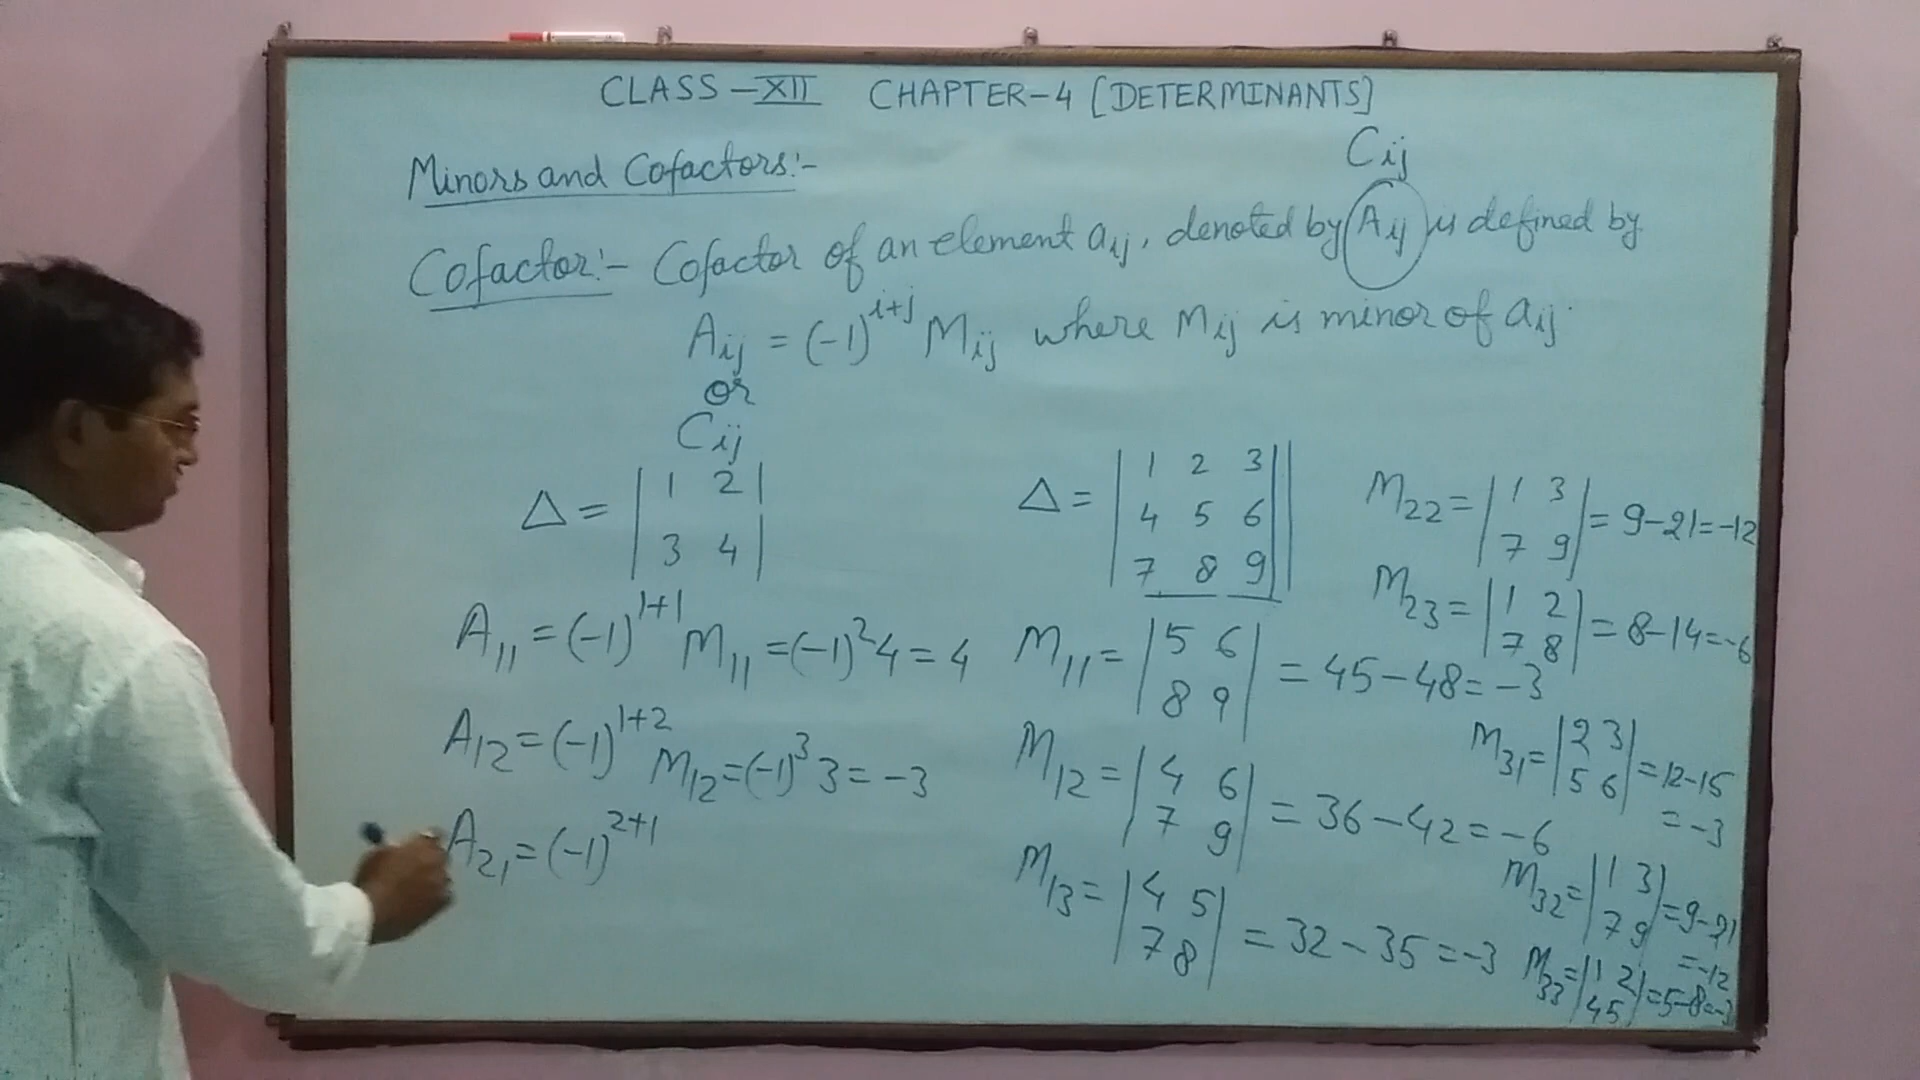 CLASS-XII CHAPTER-4 [DETERMINANTS]
Minors and Cofactors:-
Cij
Cofactor:- Cofactor of an element aij, denoted by Aij is defined by
Aij = (-1)^i+j Mij where Mij is minor of aij.
or
Cij
Δ = | 1 2 |
| 3 4 |
A11 = (-1)^1+1 M11 = (-1)^2 4 = 4
A12 = (-1)^1+2 M12 = (-1)^3 3 = -3
A21 = (-1)^2+1
Δ = | 1 2 3 |
| 4 5 6 |
| 7 8 9 |
M11 = | 5 6 | = 45-48 = -3
| 8 9 |
M12 = | 4 6 | = 36-42 = -6
| 7 9 |
M13 = | 4 5 | = 32-35 = -3
| 7 8 |
M22 = | 1 3 | = 9-21 = -12
| 7 9 |
M23 = | 1 2 | = 8-14 = -6
| 7 8 |
M31 = | 2 3 | = 12-15
| 5 6 |
= -3
M32 = | 1 3 | = 9-21
| 7 9 |
= -12
M33 = | 1 2 | = 5-8 = -3
| 4 5 |